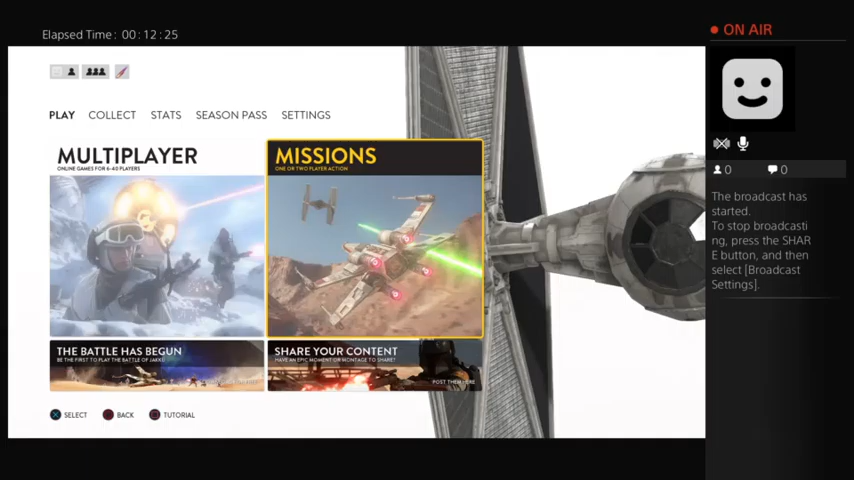 Elapsed Time: 00:12:25
ON AIR
PLAY COLLECT STATS SEASON PASS SETTINGS
MULTIPLAYER
ONLINE GAMES FOR 6-40 PLAYERS
MISSIONS
ONE OR TWO PLAYER ACTION
THE BATTLE HAS BEGUN
BE THE FIRST TO PLAY THE BATTLE OF JAKKU
SHARE YOUR CONTENT
HAVE AN EPIC MOMENT OR MONTAGE TO SHARE?
POST THEM HERE
SELECT BACK TUTORIAL
0 0
The broadcast has
started.
To stop broadcasti
ng, press the SHAR
E button, and then
select [Broadcast
Settings].